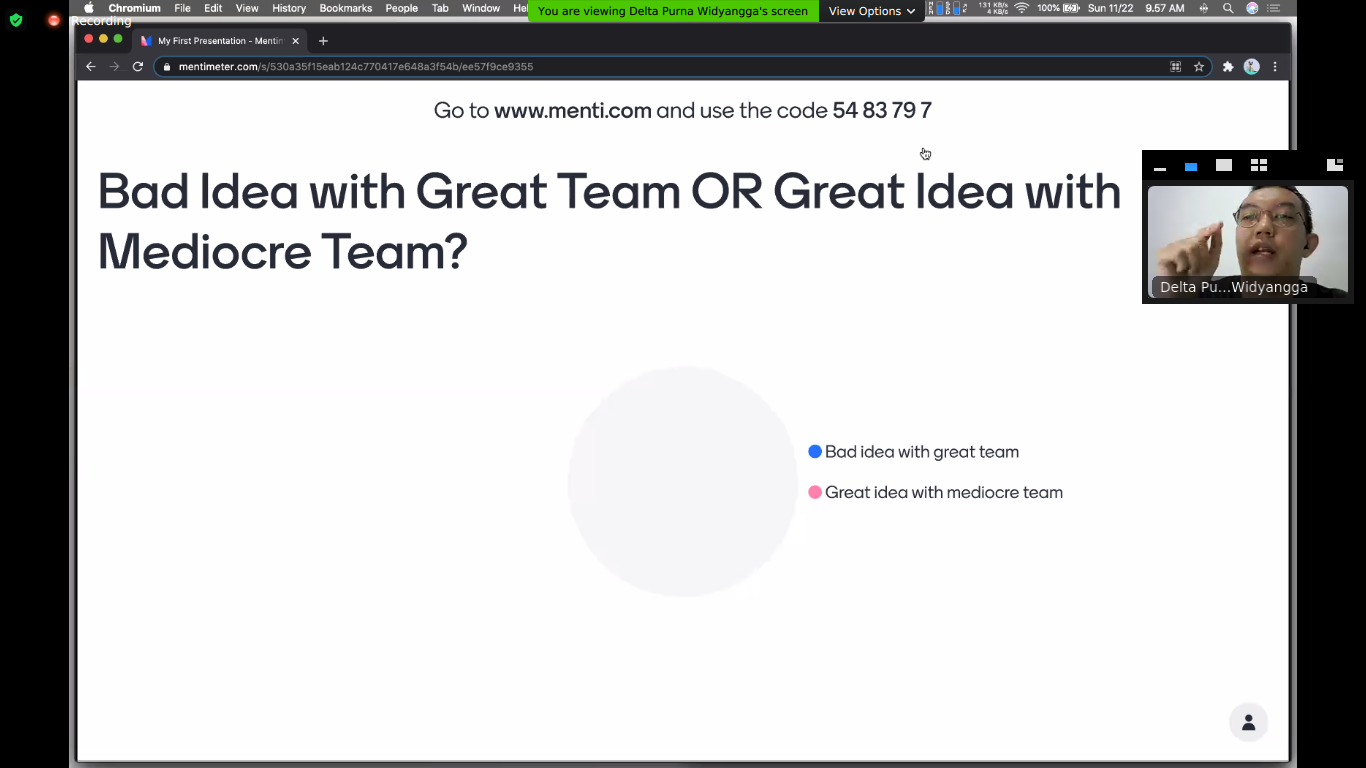 Chromium File Edit View History Bookmarks People Tab Window Hel
You are viewing Delta Purna Widyangga's screen
View Options
131 KB/s
4 KB/s
100%
Sun 11/22 9.57 AM
Recording
My First Presentation - Mentim
mentimeter.com/s/530a35f15eab124c770417e648a3f54b/ee57f9ce9355
Go to www.menti.com and use the code 54 83 79 7
Bad Idea with Great Team OR Great Idea with
Mediocre Team?
Delta Pu...Widyangga
Bad idea with great team
Great idea with mediocre team